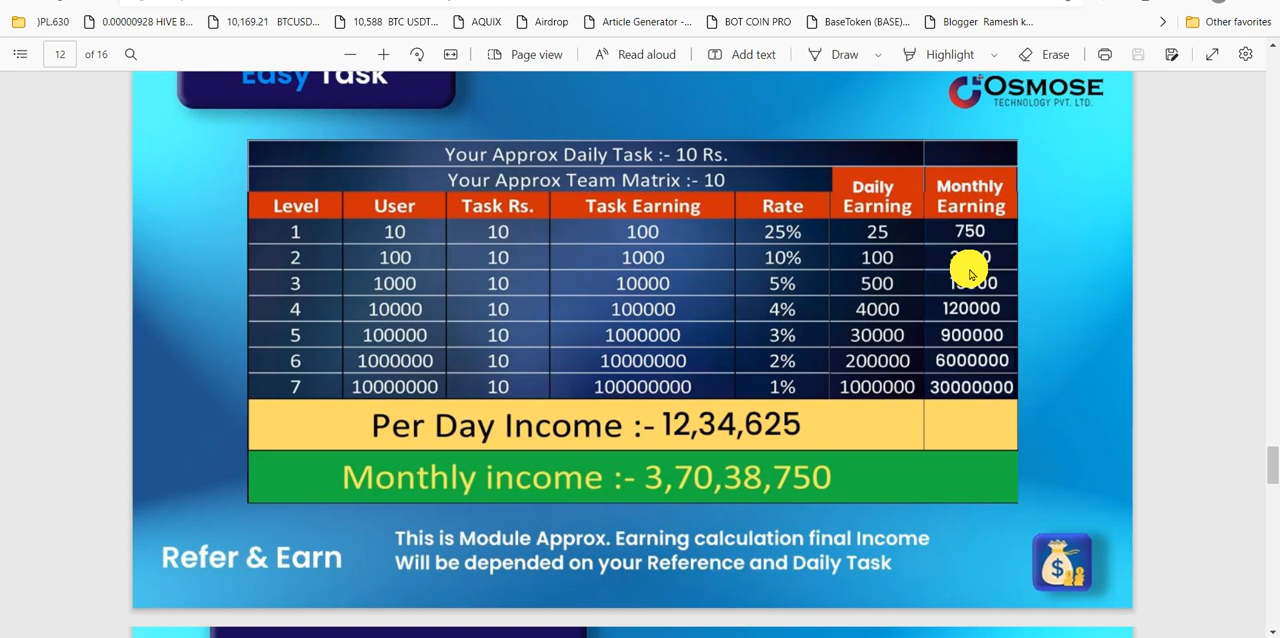 )PL.630
0.00000928 HIVE B...
10,169.21 BTCUSD...
10,588 BTC USDT...
AQUIX
Airdrop
Article Generator -...
BOT COIN PRO
BaseToken (BASE)...
Blogger Ramesh k...
Other favorites
12 of 16
Page view
Read aloud
Add text
Draw
Highlight
Erase
Easy Task
OSMOSE
TECHNOLOGY PVT. LTD.
Your Approx Daily Task :- 10 Rs.
Your Approx Team Matrix :- 10
Level User Task Rs. Task Earning Rate Daily Earning Monthly Earning
1 10 10 100 25% 25 750
2 100 10 1000 10% 100
3 1000 10 10000 5% 500
4 10000 10 100000 4% 4000 120000
5 100000 10 1000000 3% 30000 900000
6 1000000 10 10000000 2% 200000 6000000
7 10000000 10 100000000 1% 1000000 30000000
Per Day Income :- 12,34,625
Monthly income :- 3,70,38,750
Refer & Earn
This is Module Approx. Earning calculation final Income
Will be depended on your Reference and Daily Task